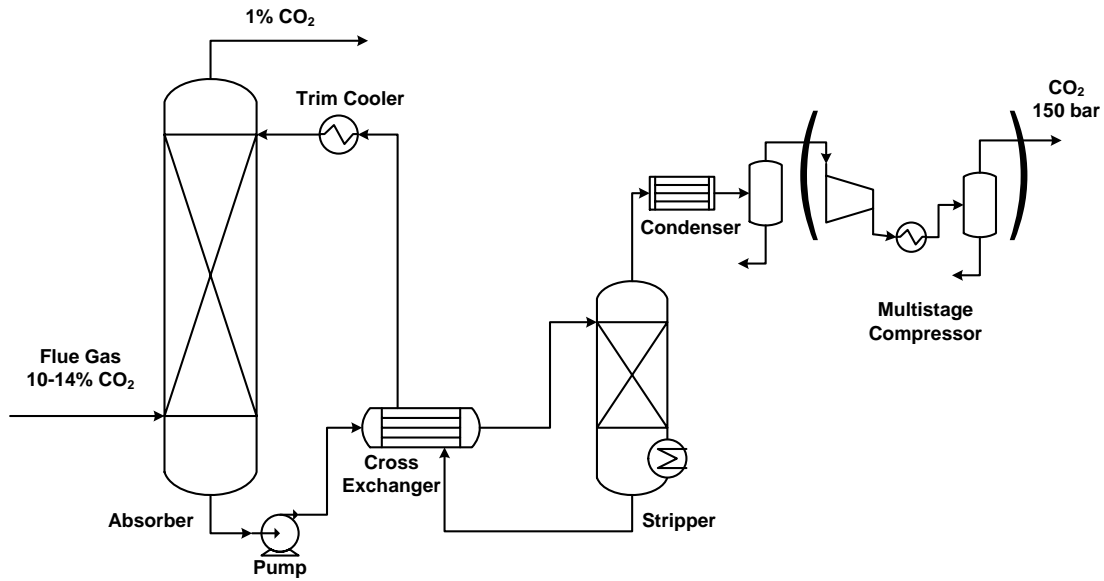 1% CO₂
Trim Cooler
CO₂
150 bar
Condenser
Multistage
Compressor
Flue Gas
10-14% CO₂
Cross
Exchanger
Absorber
Stripper
Pump